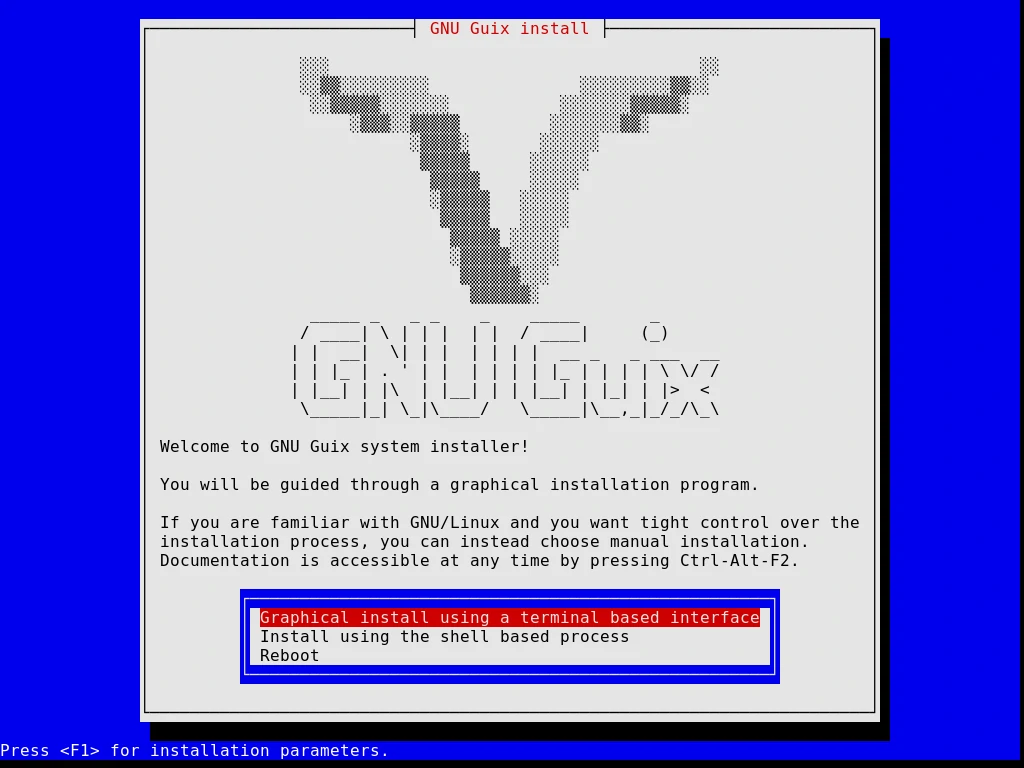 GNU Guix install
GNU Guix
Welcome to GNU Guix system installer!
You will be guided through a graphical installation program.
If you are familiar with GNU/Linux and you want tight control over the
installation process, you can instead choose manual installation.
Documentation is accessible at any time by pressing Ctrl-Alt-F2.
Graphical install using a terminal based interface
Install using the shell based process
Reboot
Press <F1> for installation parameters.